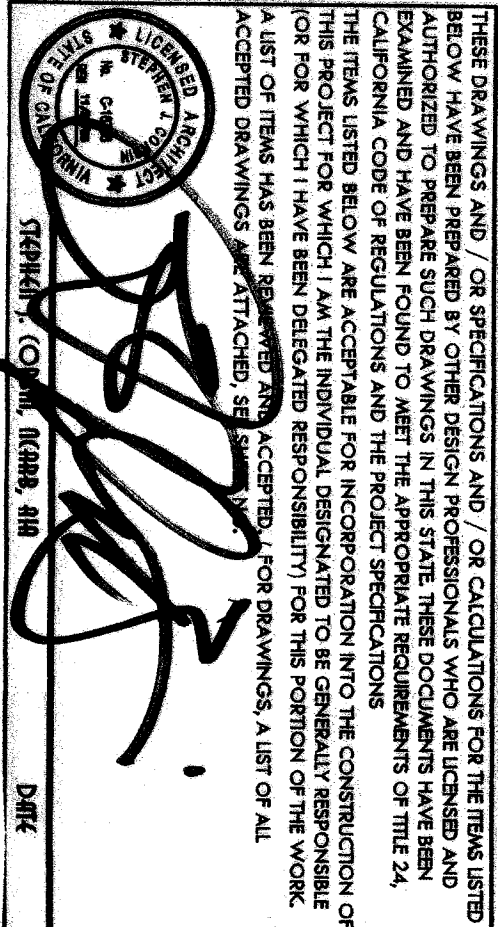 THESE DRAWINGS AND / OR SPECIFICATIONS AND / OR CALCULATIONS FOR THE ITEMS LISTED
BELOW HAVE BEEN PREPARED BY OTHER DESIGN PROFESSIONALS WHO ARE LICENSED AND
AUTHORIZED TO PREPARE SUCH DRAWINGS IN THIS STATE. THESE DOCUMENTS HAVE BEEN
EXAMINED AND HAVE BEEN FOUND TO MEET THE APPROPRIATE REQUIREMENTS OF TITLE 24,
CALIFORNIA CODE OF REGULATIONS AND THE PROJECT SPECIFICATIONS
THE ITEMS LISTED BELOW ARE ACCEPTABLE FOR INCORPORATION INTO THE CONSTRUCTION OF
THIS PROJECT FOR WHICH I AM THE INDIVIDUAL DESIGNATED TO BE GENERALLY RESPONSIBLE
(OR FOR WHICH I HAVE BEEN DELEGATED RESPONSIBILITY) FOR THIS PORTION OF THE WORK.
A LIST OF ITEMS HAS BEEN REVIEWED AND ACCEPTED / FOR DRAWINGS, A LIST OF ALL
ACCEPTED DRAWINGS ARE ATTACHED, SEE
LICENSED ARCHITECT
STEPHEN J.
No.
STATE OF CALIFORNIA
STEPHEN J. NCARB, AIA DATE